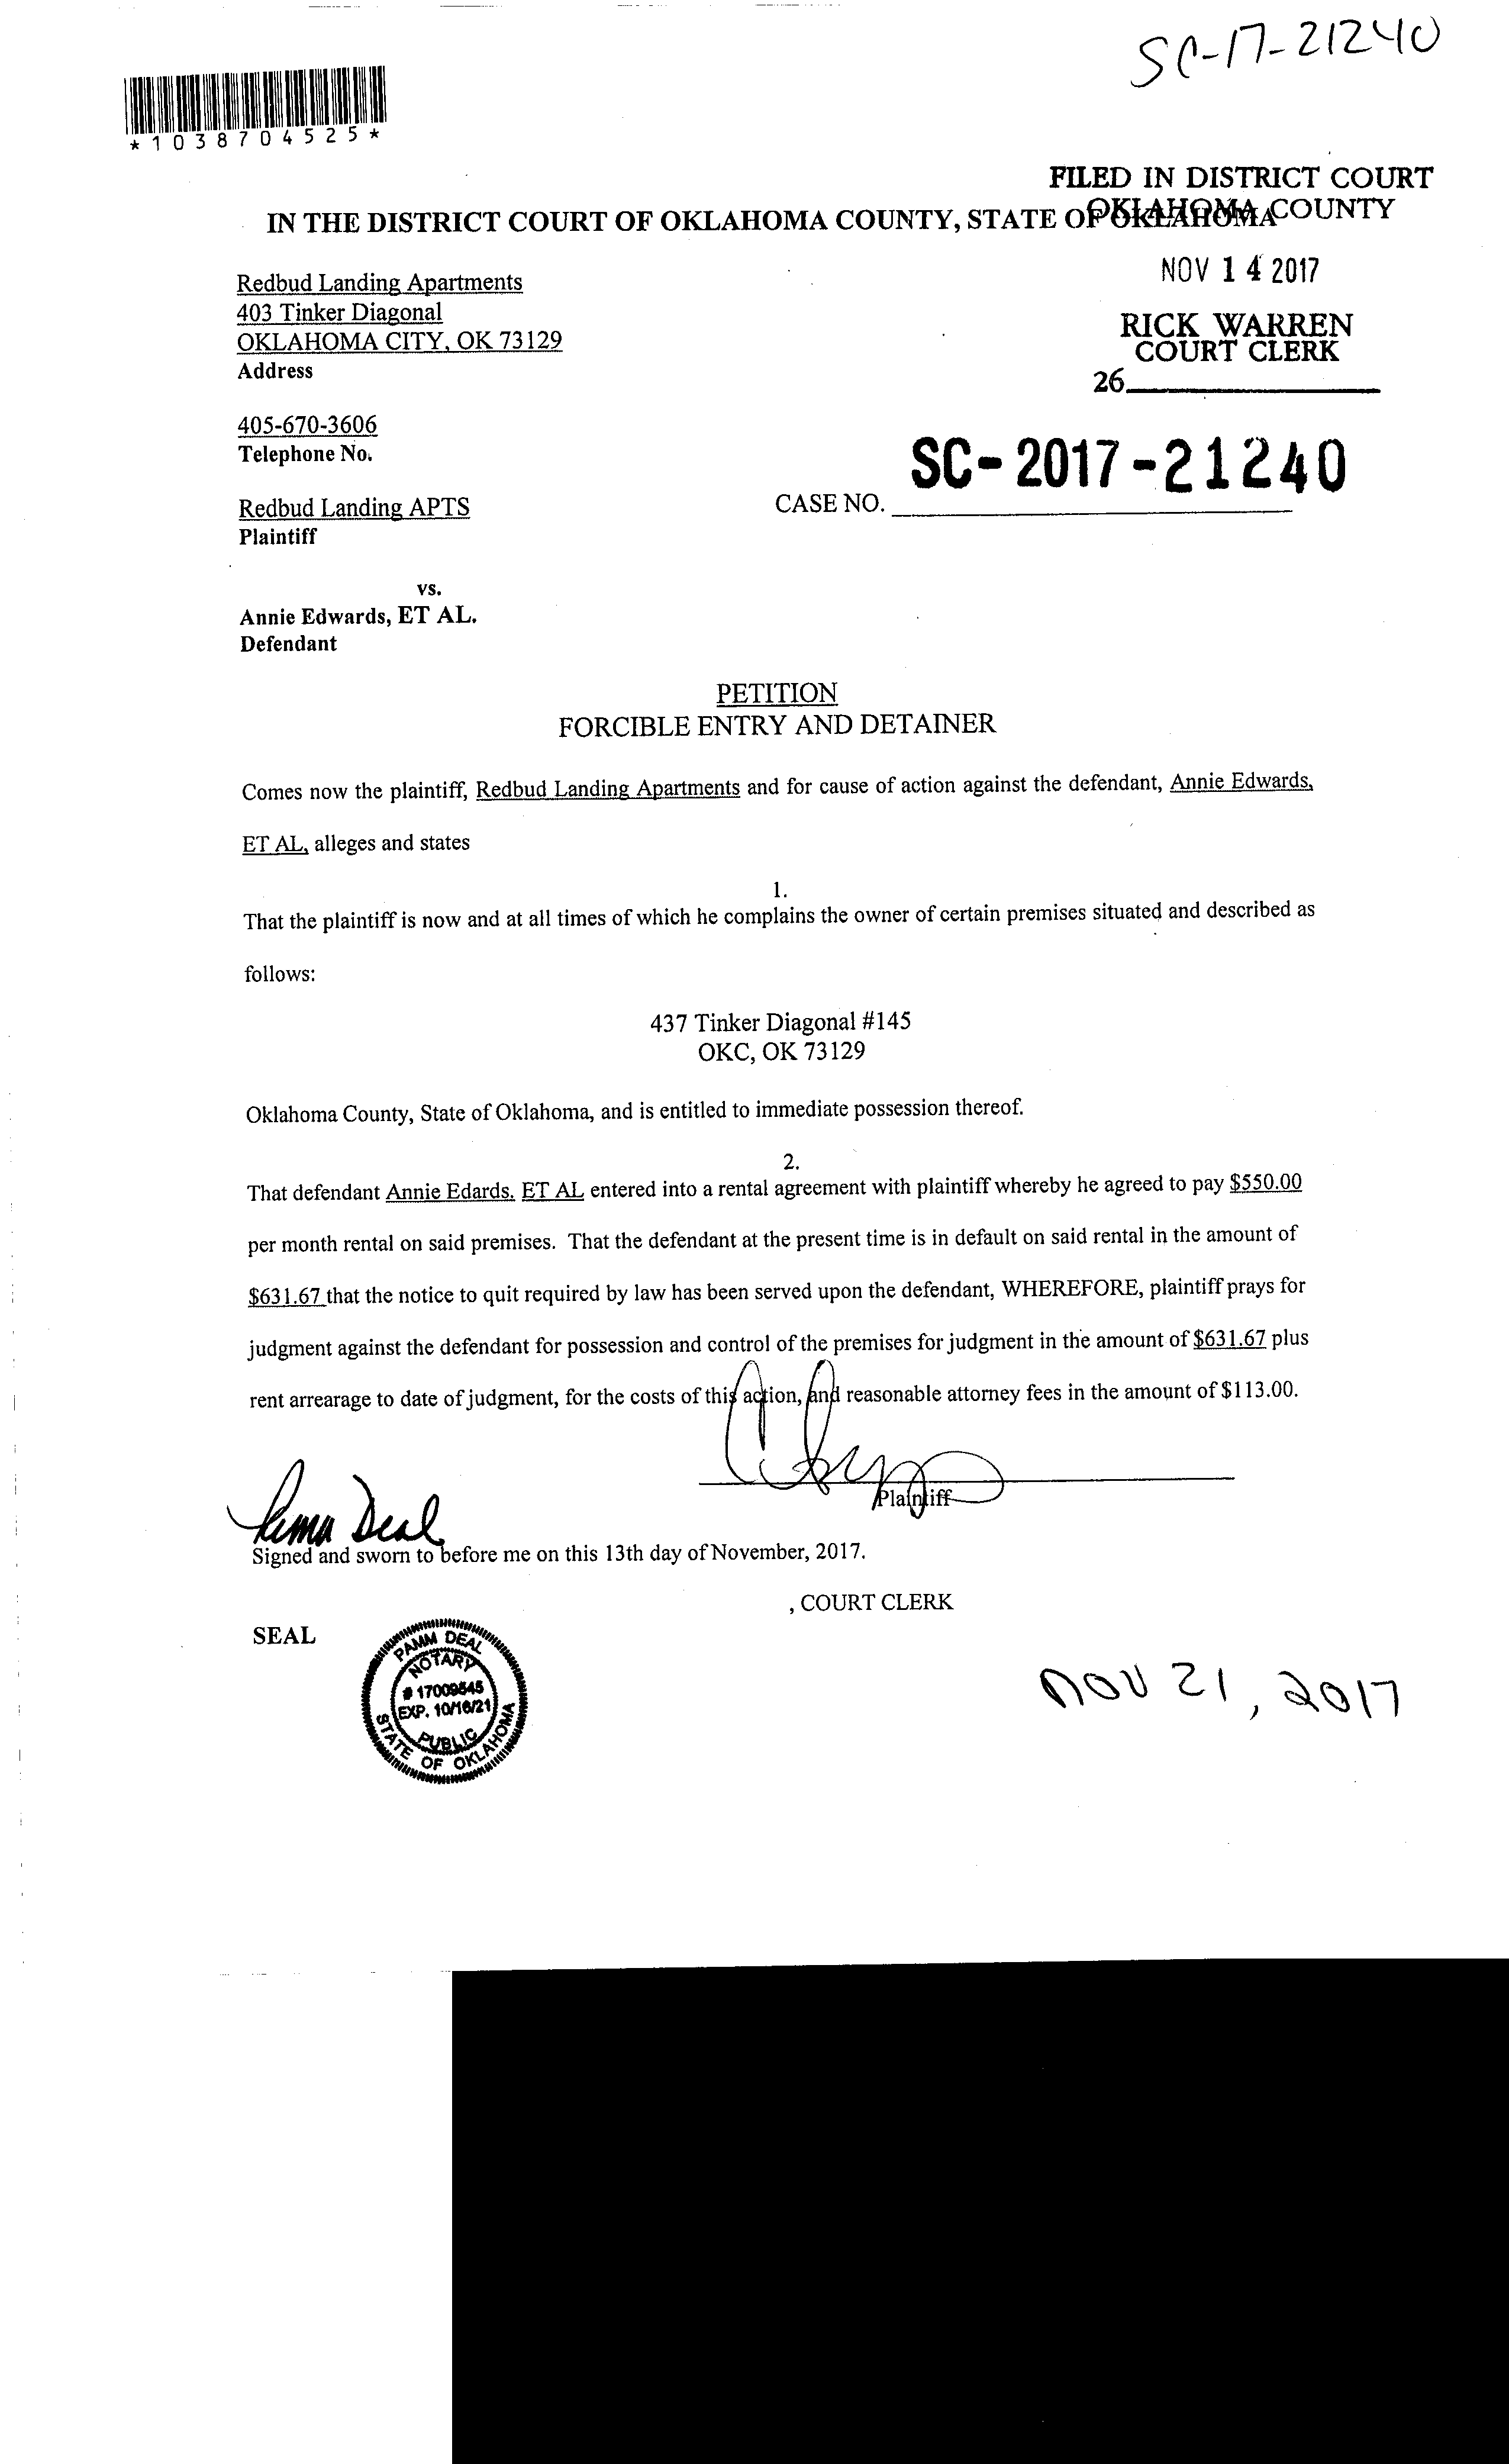 SC-17-21240
*1038704525*
FILED IN DISTRICT COURT
OKLAHOMA COUNTY
IN THE DISTRICT COURT OF OKLAHOMA COUNTY, STATE OF OKLAHOMA
NOV 14 2017
RICK WARREN
COURT CLERK
26
Redbud Landing Apartments
403 Tinker Diagonal
OKLAHOMA CITY, OK 73129
Address
405-670-3606
Telephone No.
SC-2017-21240
CASE NO.
Redbud Landing APTS
Plaintiff
vs.
Annie Edwards, ET AL.
Defendant
PETITION
FORCIBLE ENTRY AND DETAINER
Comes now the plaintiff, Redbud Landing Apartments and for cause of action against the defendant, Annie Edwards,
ET AL, alleges and states
1.
That the plaintiff is now and at all times of which he complains the owner of certain premises situated and described as
follows:
437 Tinker Diagonal #145
OKC, OK 73129
Oklahoma County, State of Oklahoma, and is entitled to immediate possession thereof.
2.
That defendant Annie Edards, ET AL entered into a rental agreement with plaintiff whereby he agreed to pay $550.00
per month rental on said premises. That the defendant at the present time is in default on said rental in the amount of
$631.67 that the notice to quit required by law has been served upon the defendant, WHEREFORE, plaintiff prays for
judgment against the defendant for possession and control of the premises for judgment in the amount of $631.67 plus
rent arrearage to date of judgment, for the costs of this action, and reasonable attorney fees in the amount of $113.00.
Plaintiff
Pamm Deal
Signed and sworn to before me on this 13th day of November, 2017.
, COURT CLERK
SEAL
PAMM DEAL
NOTARY
# 17009545
EXP. 10/16/21
PUBLIC
STATE OF OKLAHOMA
NOV 21, 2017